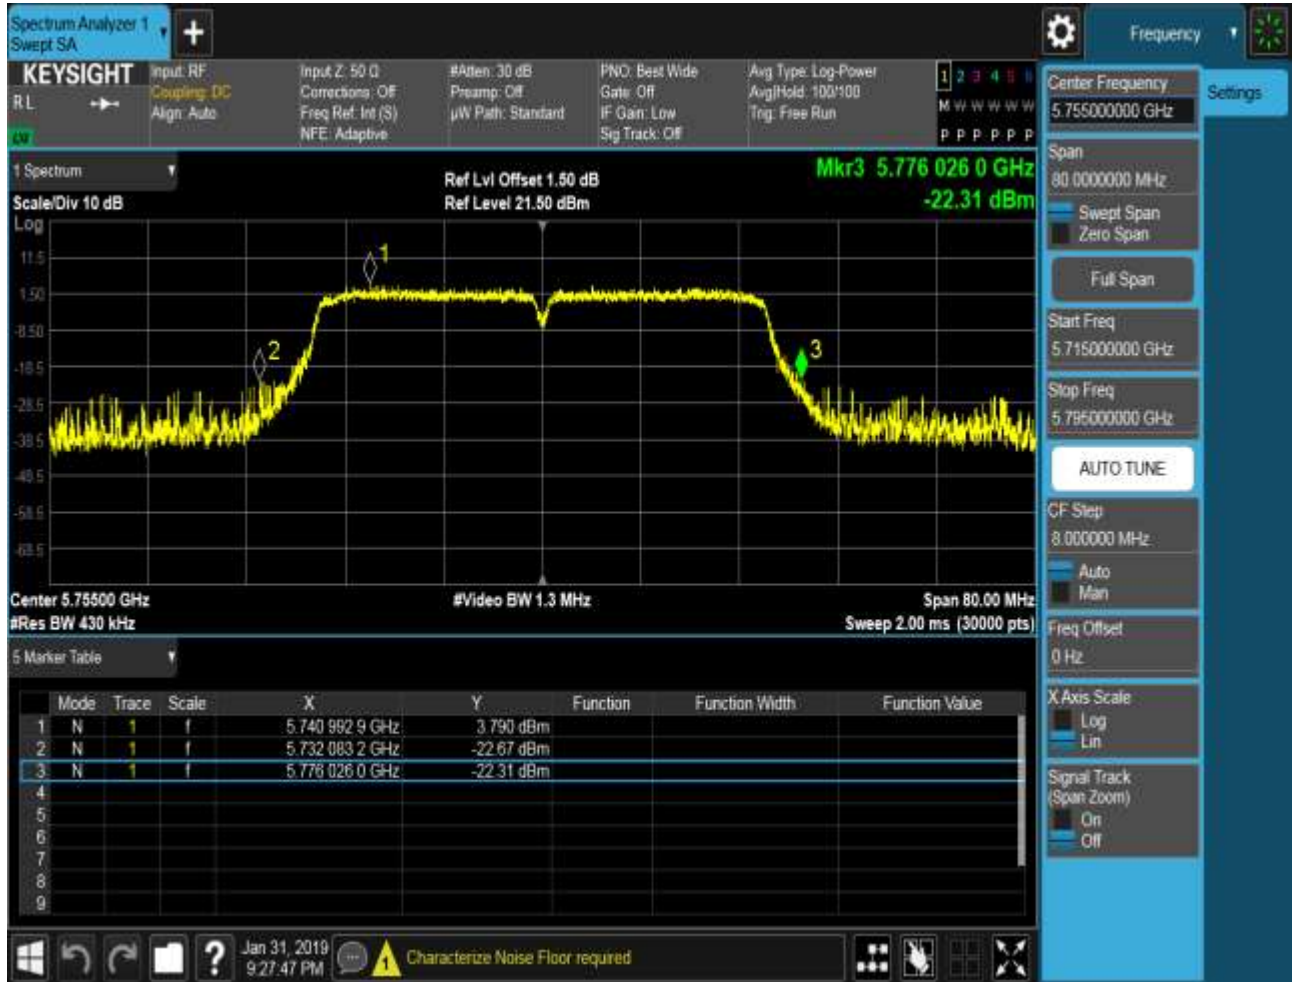 Spectrum Analyzer 1
Swept SA
Frequency
KEYSIGHT
R L
Input: RF
Coupling: DC
Align: Auto
Input Z: 50 Ω
Corrections: Off
Freq Ref: Int (S)
NFE: Adaptive
#Atten: 30 dB
Preamp: Off
µW Path: Standard
PNO: Best Wide
Gate: Off
IF Gain: Low
Sig Track: Off
Avg Type: Log-Power
Avg|Hold: 100/100
Trig: Free Run
1 2 3 4 5 6
M W W W W W
P P P P P P
1 Spectrum
Scale/Div 10 dB
Ref Lvl Offset 1.50 dB
Ref Level 21.50 dBm
Mkr3 5.776 026 0 GHz
-22.31 dBm
Log
11.5
1.50
-8.50
-18.5
-28.5
-38.5
-48.5
-58.5
-68.5
1
2
3
Center 5.75500 GHz
#Video BW 1.3 MHz
Span 80.00 MHz
#Res BW 430 kHz
Sweep 2.00 ms (30000 pts)
5 Marker Table
Mode Trace Scale X Y Function Function Width Function Value
1 N 1 f 5.740 992 9 GHz 3.790 dBm
2 N 1 f 5.732 083 2 GHz -22.67 dBm
3 N 1 f 5.776 026 0 GHz -22.31 dBm
4
5
6
7
8
9
Jan 31, 2019
9:27:47 PM
1
Characterize Noise Floor required
Settings
Center Frequency
5.755000000 GHz
Span
80.0000000 MHz
Swept Span
Zero Span
Full Span
Start Freq
5.715000000 GHz
Stop Freq
5.795000000 GHz
AUTO TUNE
CF Step
8.000000 MHz
Auto
Man
Freq Offset
0 Hz
X Axis Scale
Log
Lin
Signal Track
(Span Zoom)
On
Off